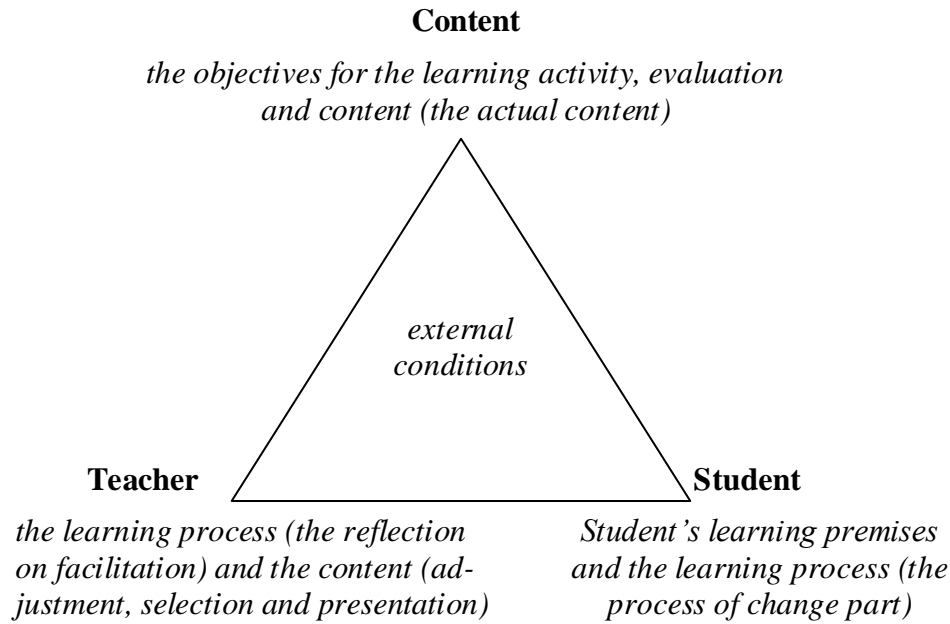 Content
the objectives for the learning activity, evaluation
and content (the actual content)
external
conditions
Teacher
Student
the learning process (the reflection
on facilitation) and the content (ad-
justment, selection and presentation)
Student’s learning premises
and the learning process (the
process of change part)